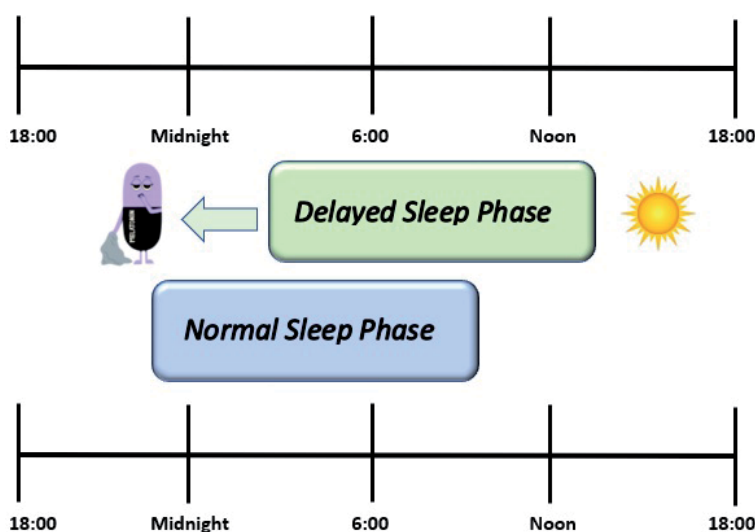 18:00 Midnight 6:00 Noon 18:00
MELATONIN
Delayed Sleep Phase
Normal Sleep Phase
18:00 Midnight 6:00 Noon 18:00